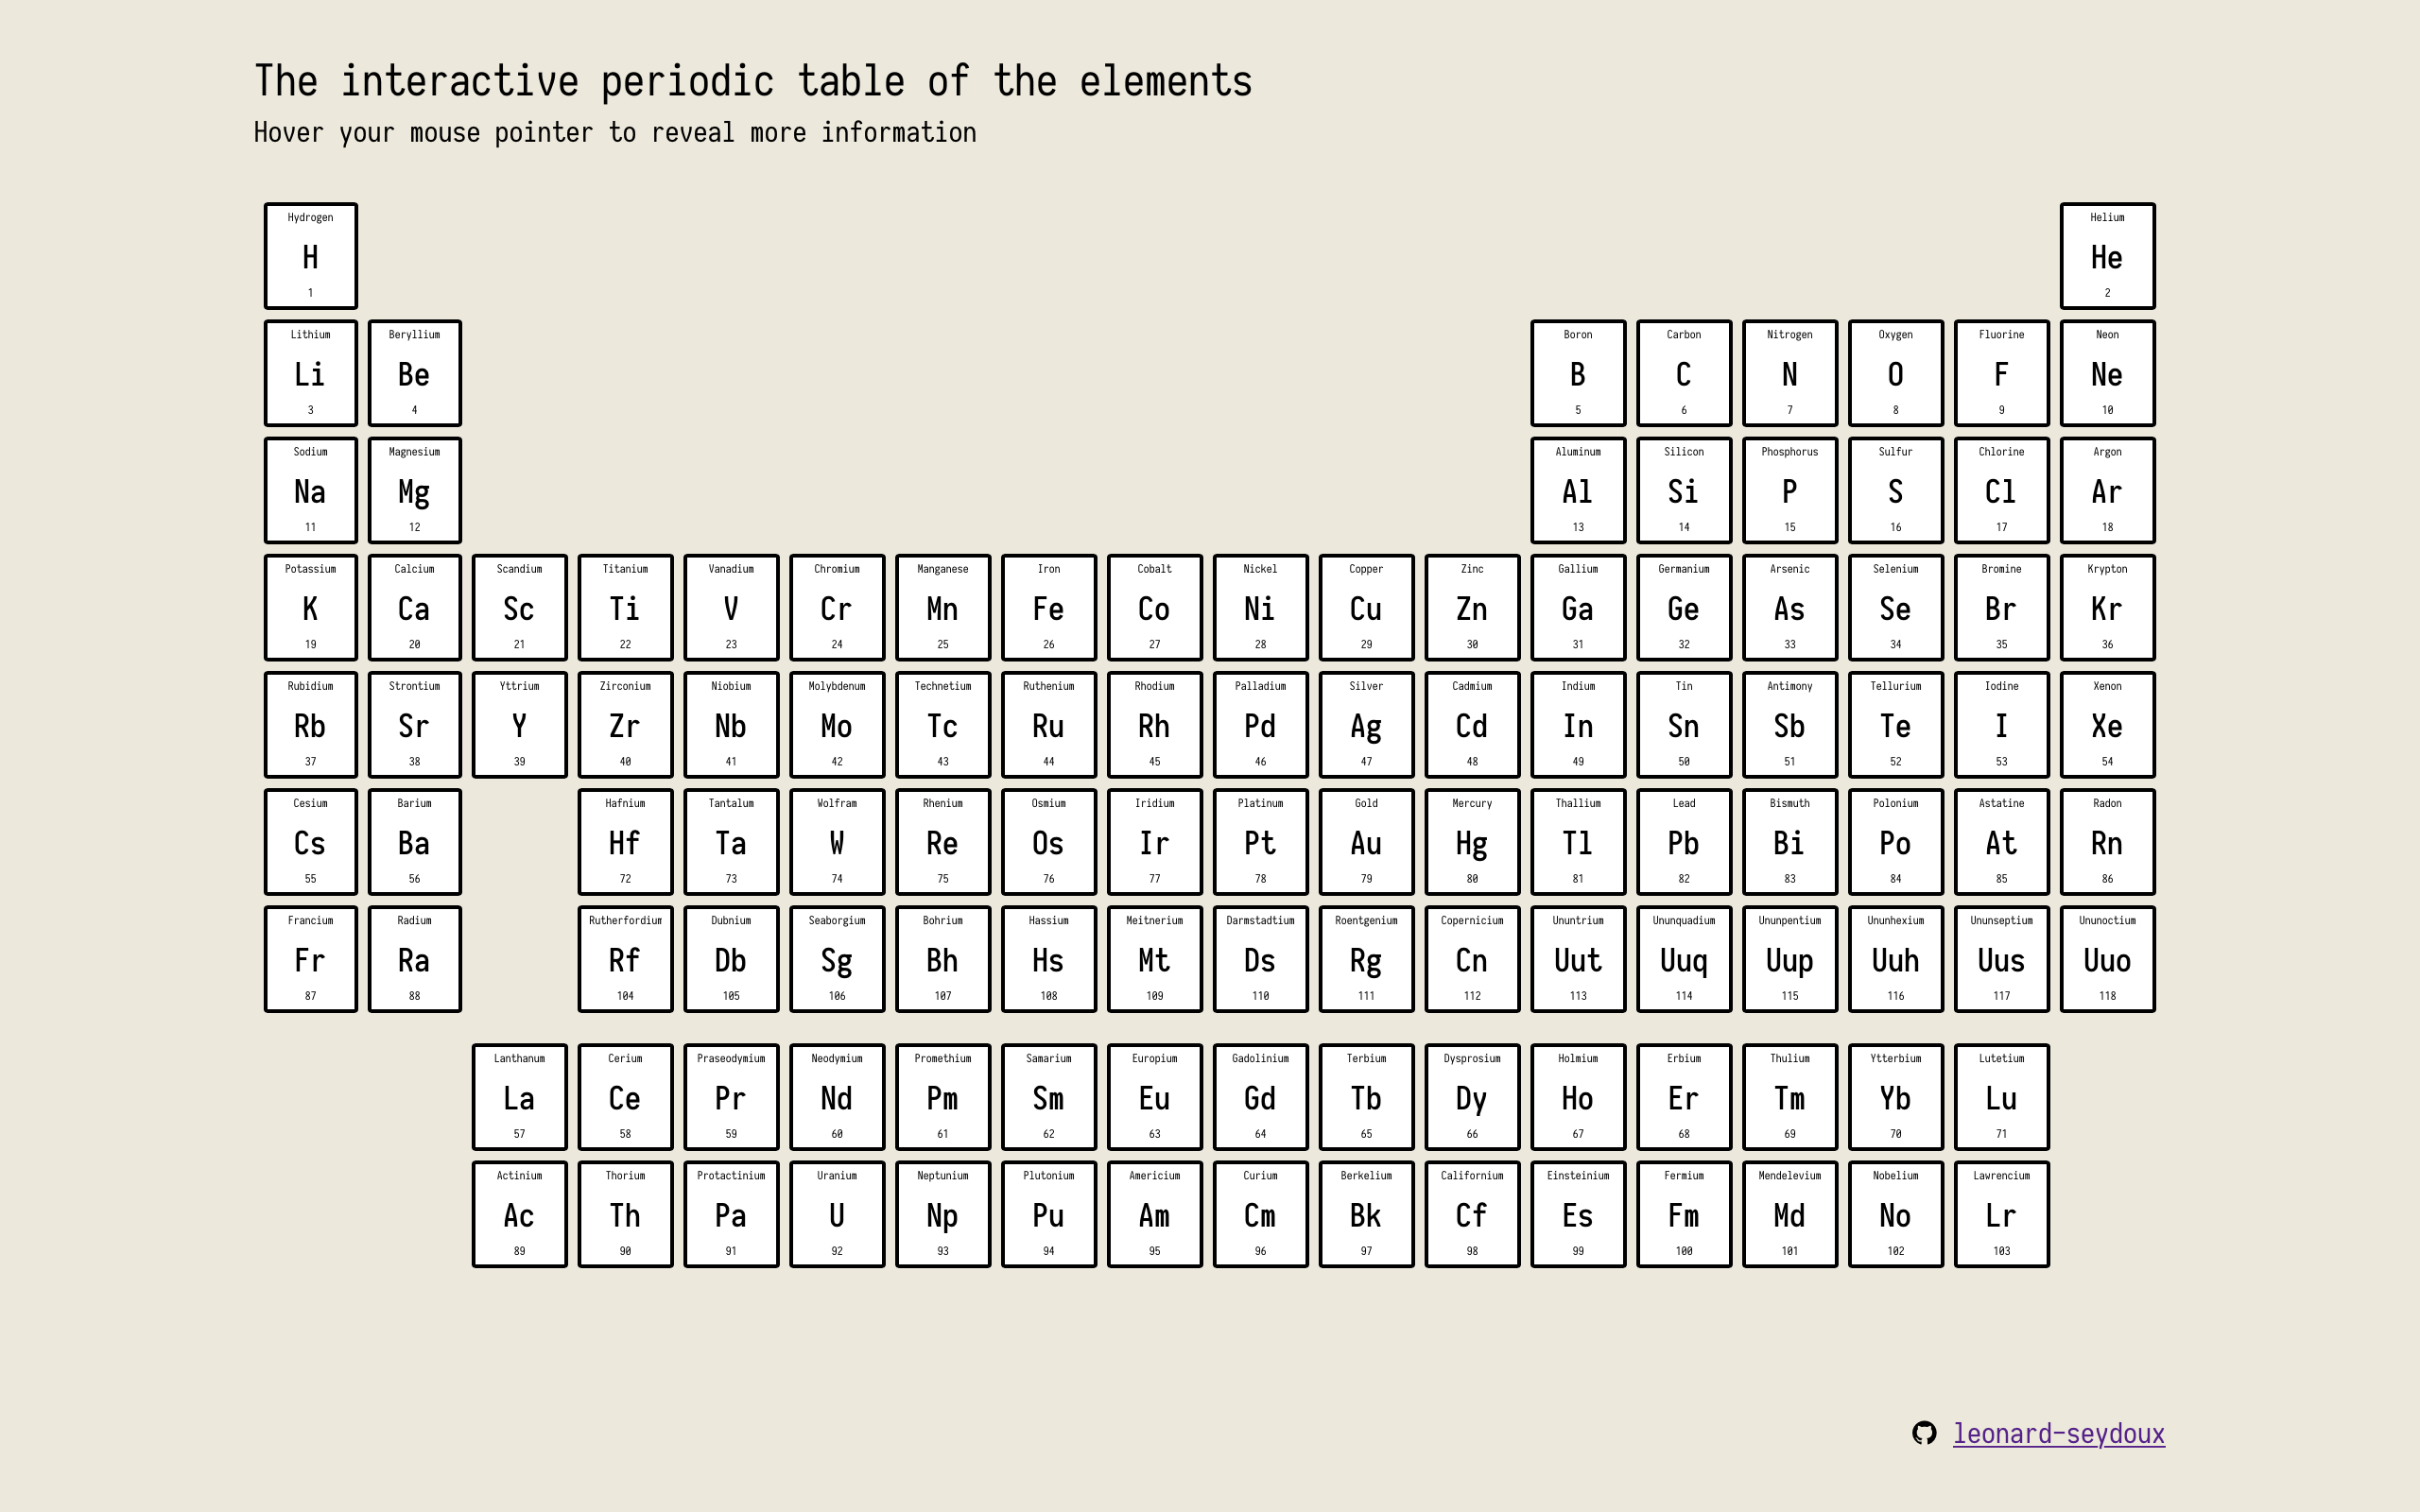 The interactive periodic table of the elements
Hover your mouse pointer to reveal more information
Hydrogen Helium
H He
1 2
Lithium Beryllium Boron Carbon Nitrogen Oxygen Fluorine Neon
Li Be B C N O F Ne
3 4 5 6 7 8 9 10
Sodium Magnesium Aluminum Silicon Phosphorus Sulfur Chlorine Argon
Na Mg Al Si P S Cl Ar
11 12 13 14 15 16 17 18
Potassium Calcium Scandium Titanium Vanadium Chromium Manganese Iron Cobalt Nickel Copper Zinc Gallium Germanium Arsenic Selenium Bromine Krypton
K Ca Sc Ti V Cr Mn Fe Co Ni Cu Zn Ga Ge As Se Br Kr
19 20 21 22 23 24 25 26 27 28 29 30 31 32 33 34 35 36
Rubidium Strontium Yttrium Zirconium Niobium Molybdenum Technetium Ruthenium Rhodium Palladium Silver Cadmium Indium Tin Antimony Tellurium Iodine Xenon
Rb Sr Y Zr Nb Mo Tc Ru Rh Pd Ag Cd In Sn Sb Te I Xe
37 38 39 40 41 42 43 44 45 46 47 48 49 50 51 52 53 54
Cesium Barium Hafnium Tantalum Wolfram Rhenium Osmium Iridium Platinum Gold Mercury Thallium Lead Bismuth Polonium Astatine Radon
Cs Ba Hf Ta W Re Os Ir Pt Au Hg Tl Pb Bi Po At Rn
55 56 72 73 74 75 76 77 78 79 80 81 82 83 84 85 86
Francium Radium Rutherfordium Dubnium Seaborgium Bohrium Hassium Meitnerium Darmstadtium Roentgenium Copernicium Ununtrium Ununquadium Ununpentium Ununhexium Ununseptium Ununoctium
Fr Ra Rf Db Sg Bh Hs Mt Ds Rg Cn Uut Uuq Uup Uuh Uus Uuo
87 88 104 105 106 107 108 109 110 111 112 113 114 115 116 117 118
Lanthanum Cerium Praseodymium Neodymium Promethium Samarium Europium Gadolinium Terbium Dysprosium Holmium Erbium Thulium Ytterbium Lutetium
La Ce Pr Nd Pm Sm Eu Gd Tb Dy Ho Er Tm Yb Lu
57 58 59 60 61 62 63 64 65 66 67 68 69 70 71
Actinium Thorium Protactinium Uranium Neptunium Plutonium Americium Curium Berkelium Californium Einsteinium Fermium Mendelevium Nobelium Lawrencium
Ac Th Pa U Np Pu Am Cm Bk Cf Es Fm Md No Lr
89 90 91 92 93 94 95 96 97 98 99 100 101 102 103
leonard-seydoux